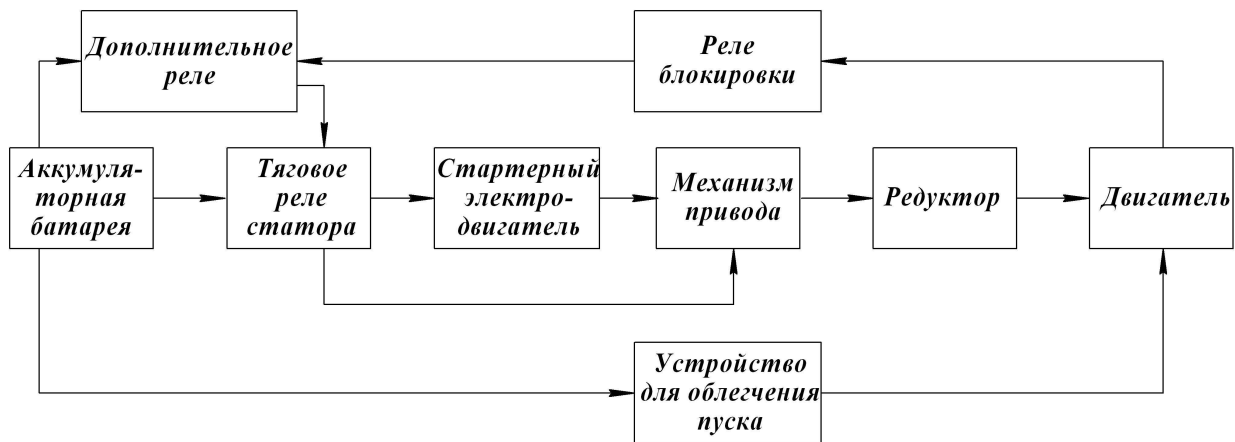 Дополнительное
реле
Реле
блокировки
Аккумуля-
торная
батарея
Тяговое
реле
статора
Стартерный
электро-
двигатель
Механизм
привода
Редуктор
Двигатель
Устройство
для облегчения
пуска